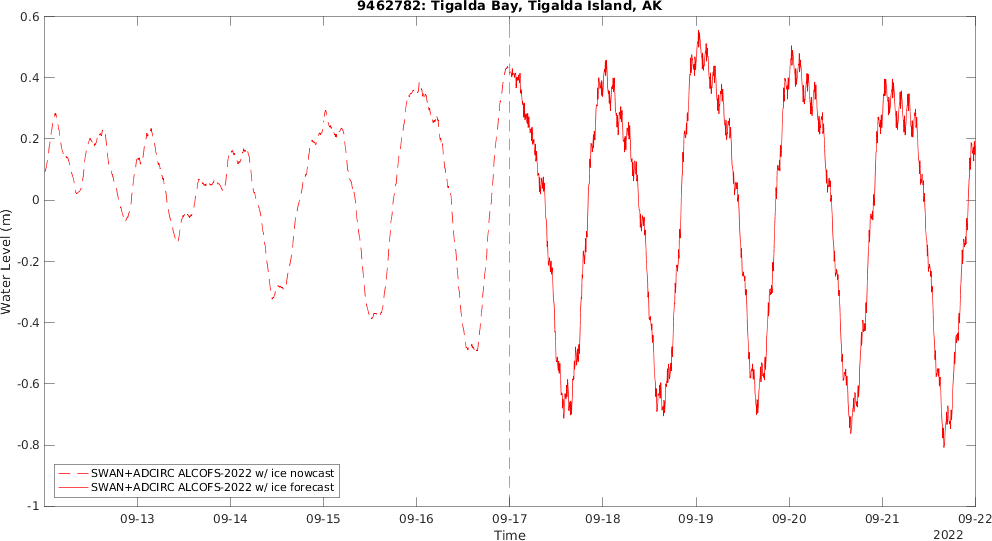 9462782: Tigalda Bay, Tigalda Island, AK
0.6
0.4
0.2
0
-0.2
-0.4
-0.6
-0.8
-1
Water Level (m)
SWAN+ADCIRC ALCOFS-2022 w/ ice nowcast
SWAN+ADCIRC ALCOFS-2022 w/ ice forecast
09-13 09-14 09-15 09-16 09-17 09-18 09-19 09-20 09-21 09-22
Time
2022